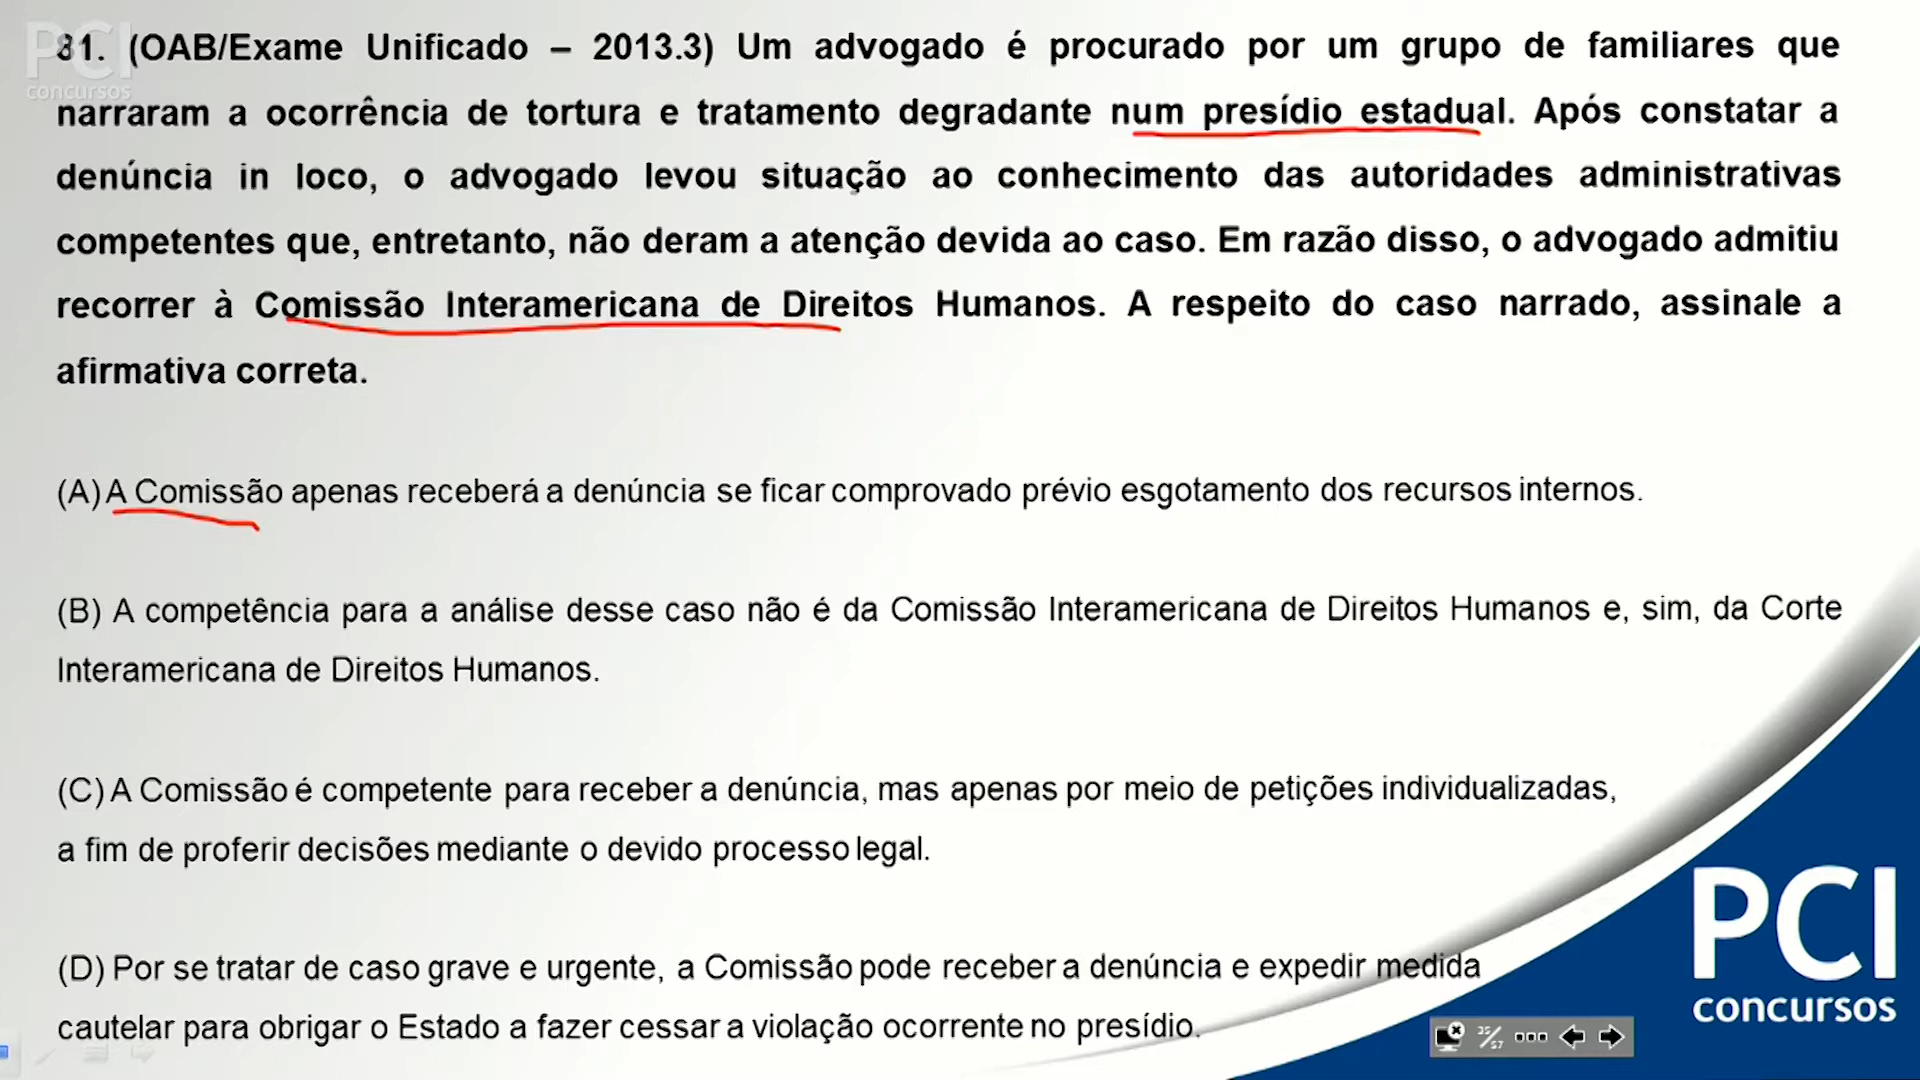 PCI
concursos
81. (OAB/Exame Unificado – 2013.3) Um advogado é procurado por um grupo de familiares que
narraram a ocorrência de tortura e tratamento degradante num presídio estadual. Após constatar a
denúncia in loco, o advogado levou situação ao conhecimento das autoridades administrativas
competentes que, entretanto, não deram a atenção devida ao caso. Em razão disso, o advogado admitiu
recorrer à Comissão Interamericana de Direitos Humanos. A respeito do caso narrado, assinale a
afirmativa correta.
(A) A Comissão apenas receberá a denúncia se ficar comprovado prévio esgotamento dos recursos internos.
(B) A competência para a análise desse caso não é da Comissão Interamericana de Direitos Humanos e, sim, da Corte
Interamericana de Direitos Humanos.
(C) A Comissão é competente para receber a denúncia, mas apenas por meio de petições individualizadas,
a fim de proferir decisões mediante o devido processo legal.
(D) Por se tratar de caso grave e urgente, a Comissão pode receber a denúncia e expedir medida
cautelar para obrigar o Estado a fazer cessar a violação ocorrente no presídio.
PCI
concursos
35/57